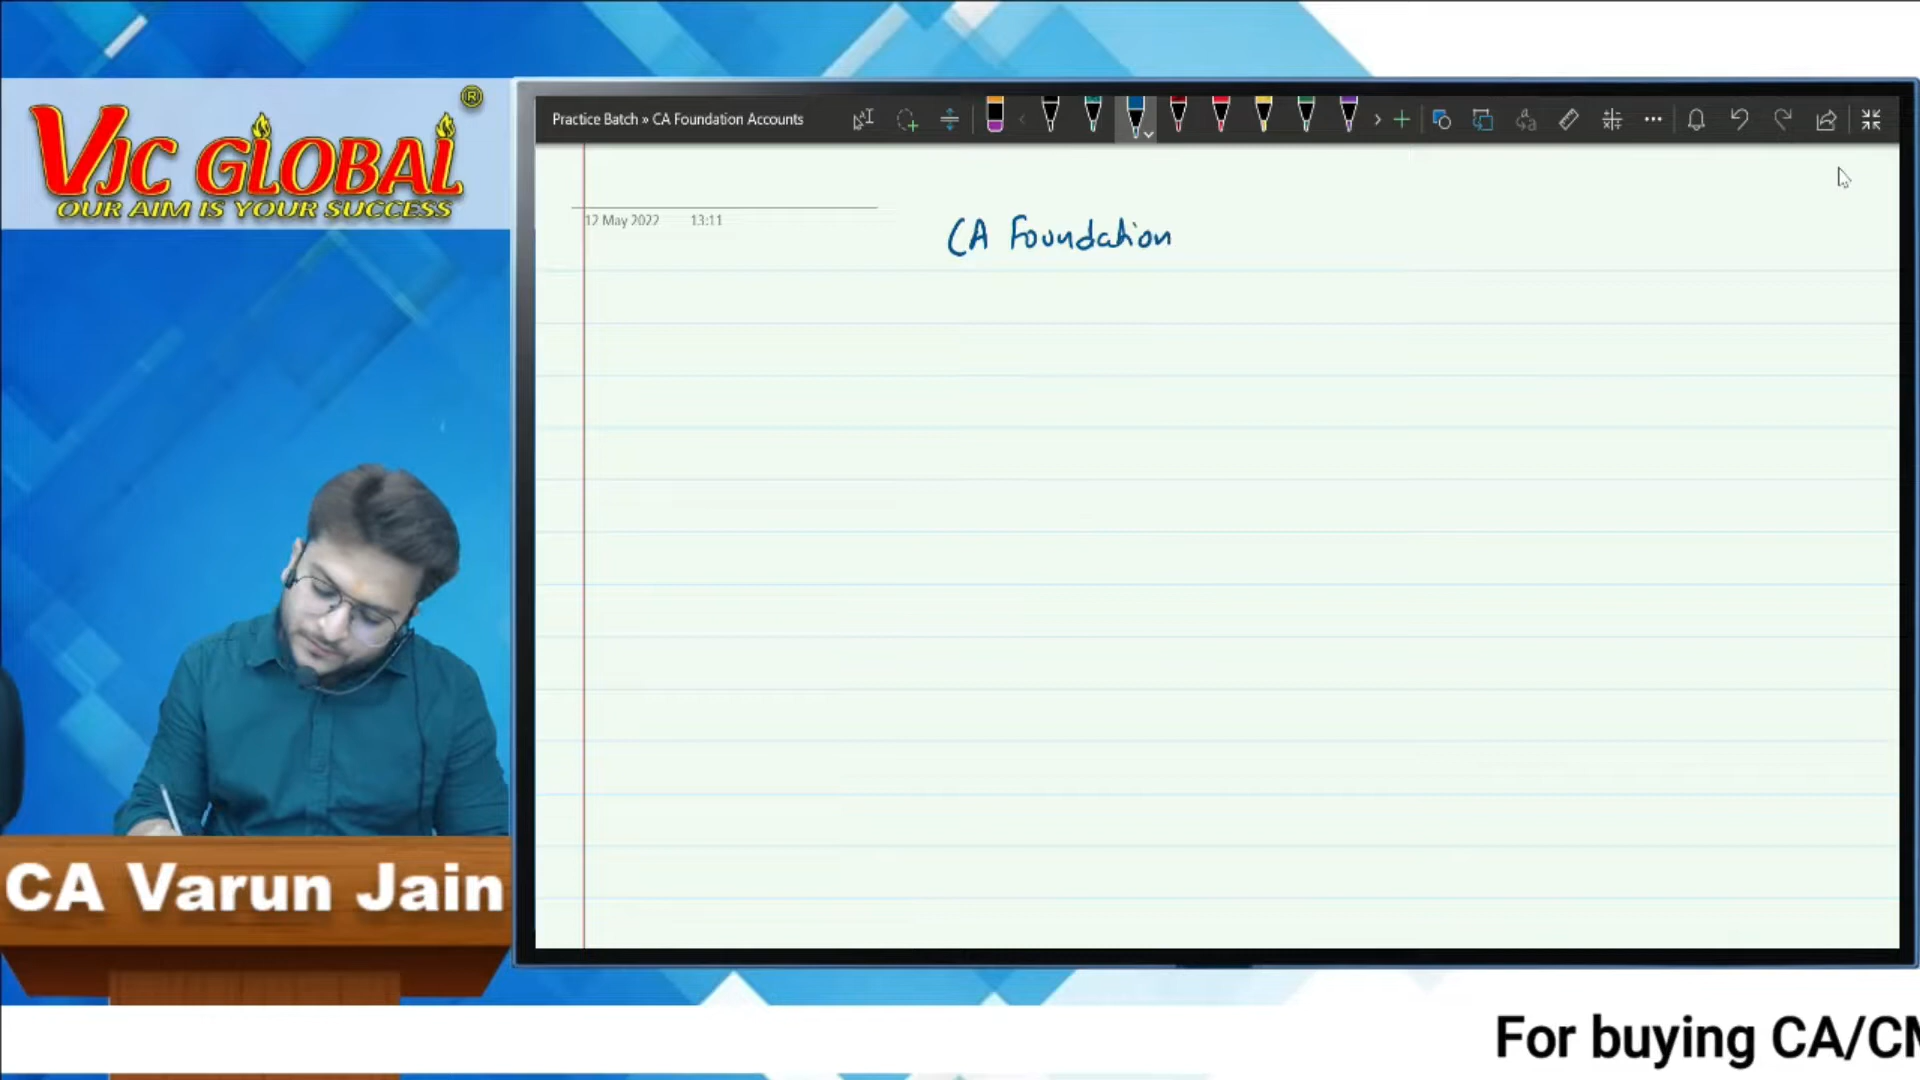 VJC GLOBAL ®
OUR AIM IS YOUR SUCCESS
Practice Batch » CA Foundation Accounts
12 May 2022 13:11
CA Foundation
CA Varun Jain
For buying CA/CM